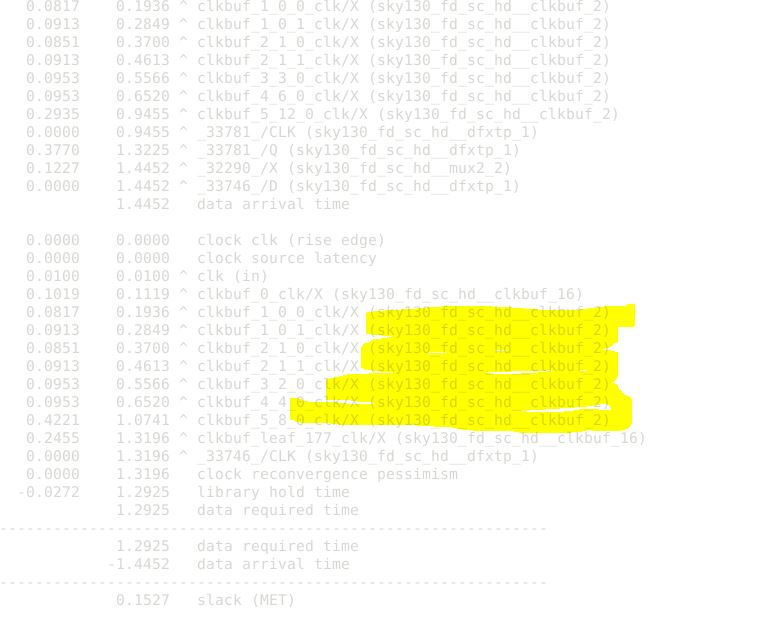 0.0817 0.1936 ^ clkbuf_1_0_0_clk/X (sky130_fd_sc_hd__clkbuf_2)
0.0913 0.2849 ^ clkbuf_1_0_1_clk/X (sky130_fd_sc_hd__clkbuf_2)
0.0851 0.3700 ^ clkbuf_2_1_0_clk/X (sky130_fd_sc_hd__clkbuf_2)
0.0913 0.4613 ^ clkbuf_2_1_1_clk/X (sky130_fd_sc_hd__clkbuf_2)
0.0953 0.5566 ^ clkbuf_3_3_0_clk/X (sky130_fd_sc_hd__clkbuf_2)
0.0953 0.6520 ^ clkbuf_4_6_0_clk/X (sky130_fd_sc_hd__clkbuf_2)
0.2935 0.9455 ^ clkbuf_5_12_0_clk/X (sky130_fd_sc_hd__clkbuf_2)
0.0000 0.9455 ^ _33781_/CLK (sky130_fd_sc_hd__dfxtp_1)
0.3770 1.3225 ^ _33781_/Q (sky130_fd_sc_hd__dfxtp_1)
0.1227 1.4452 ^ _32290_/X (sky130_fd_sc_hd__mux2_2)
0.0000 1.4452 ^ _33746_/D (sky130_fd_sc_hd__dfxtp_1)
1.4452 data arrival time
0.0000 0.0000 clock clk (rise edge)
0.0000 0.0000 clock source latency
0.0100 0.0100 ^ clk (in)
0.1019 0.1119 ^ clkbuf_0_clk/X (sky130_fd_sc_hd__clkbuf_16)
0.0817 0.1936 ^ clkbuf_1_0_0_clk/X (sky130_fd_sc_hd__clkbuf_2)
0.0913 0.2849 ^ clkbuf_1_0_1_clk/X (sky130_fd_sc_hd__clkbuf_2)
0.0851 0.3700 ^ clkbuf_2_1_0_clk/X (sky130_fd_sc_hd__clkbuf_2)
0.0913 0.4613 ^ clkbuf_2_1_1_clk/X (sky130_fd_sc_hd__clkbuf_2)
0.0953 0.5566 ^ clkbuf_3_2_0_clk/X (sky130_fd_sc_hd__clkbuf_2)
0.0953 0.6520 ^ clkbuf_4_4_0_clk/X (sky130_fd_sc_hd__clkbuf_2)
0.4221 1.0741 ^ clkbuf_5_8_0_clk/X (sky130_fd_sc_hd__clkbuf_2)
0.2455 1.3196 ^ clkbuf_leaf_177_clk/X (sky130_fd_sc_hd__clkbuf_16)
0.0000 1.3196 ^ _33746_/CLK (sky130_fd_sc_hd__dfxtp_1)
0.0000 1.3196 clock reconvergence pessimism
-0.0272 1.2925 library hold time
1.2925 data required time
-------------------------------------------------------------
1.2925 data required time
-1.4452 data arrival time
-------------------------------------------------------------
0.1527 slack (MET)